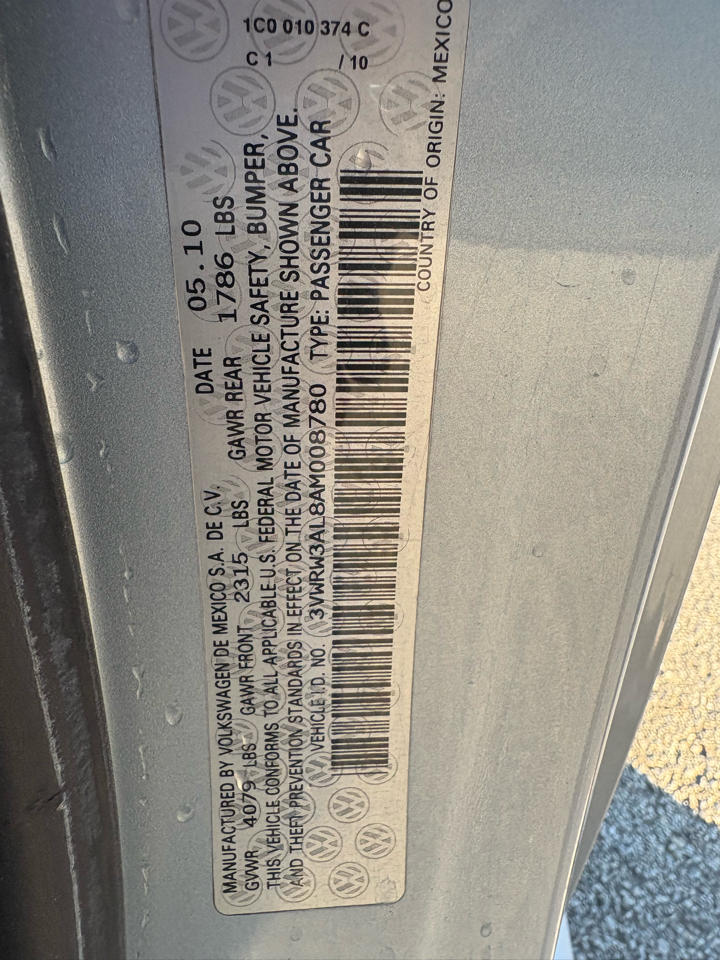 MANUFACTURED BY VOLKSWAGEN DE MEXICO S.A. DE C.V. DATE 05.10 1C0 010 374 C
GVWR 4079 LBS GAWR FRONT 2315 LBS GAWR REAR 1786 LBS C 1 /10
THIS VEHICLE CONFORMS TO ALL APPLICABLE U.S. FEDERAL MOTOR VEHICLE SAFETY, BUMPER,
AND THEFT PREVENTION STANDARDS IN EFFECT ON THE DATE OF MANUFACTURE SHOWN ABOVE.
VEHICLE I.D. NO. 3VWRW3AL8AM008780 TYPE: PASSENGER CAR
COUNTRY OF ORIGIN: MEXICO